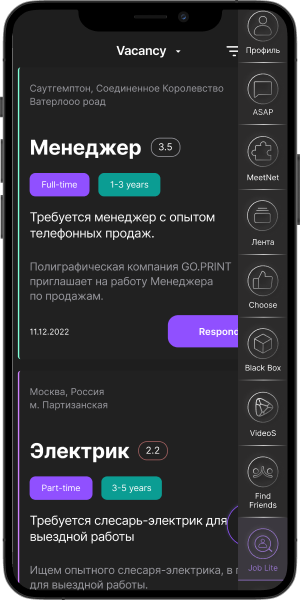 Vacancy
Саутгемптон, Соединенное Королевство
Ватерлооо роад
Менеджер 3.5
Full-time 1-3 years
Требуется менеджер с опытом
телефонных продаж.
Полиграфическая компания GO.PRINT
приглашает на работу Менеджера
по продажам.
11.12.2022 Respond
Москва, Россия
м. Партизанская
Электрик 2.2
Part-time 3-5 years
Требуется слесарь-электрик для
выездной работы
Ищем опытного слесаря-электрика, в
для выездной работы.
Профиль
ASAP
MeetNet
Лента
Choose
Black Box
VideoS
Find
Friends
Job Lite